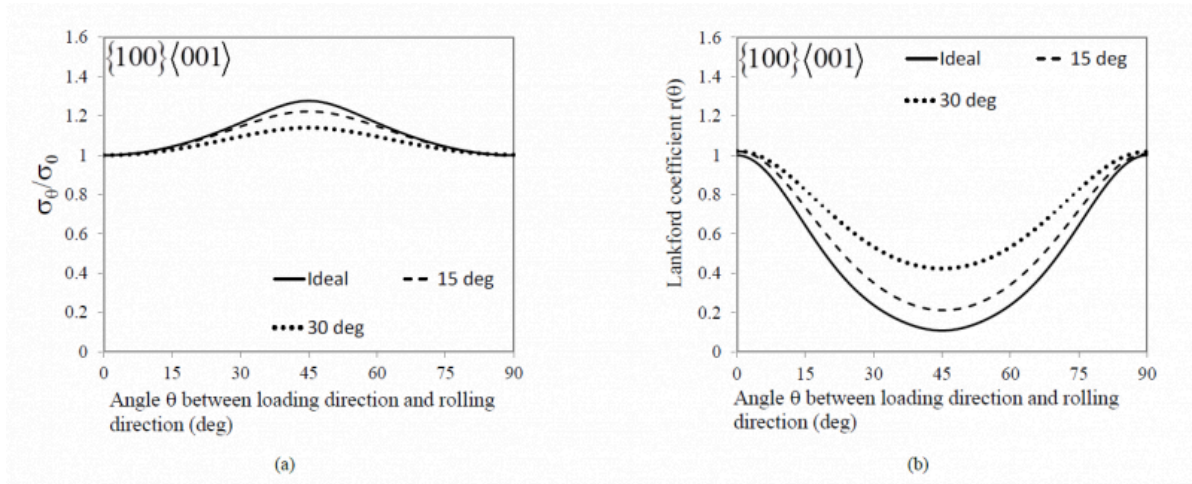 {100}⟨001⟩
1.6
1.4
1.2
1
0.8
0.6
0.4
0.2
0
σθ/σ0
Ideal
15 deg
30 deg
0 15 30 45 60 75 90
Angle θ between loading direction and rolling
direction (deg)
(a)
{100}⟨001⟩
Ideal
15 deg
30 deg
1.6
1.4
1.2
1
0.8
0.6
0.4
0.2
0
Lankford coefficient r(θ)
0 15 30 45 60 75 90
Angle θ between loading direction and rolling
direction (deg)
(b)